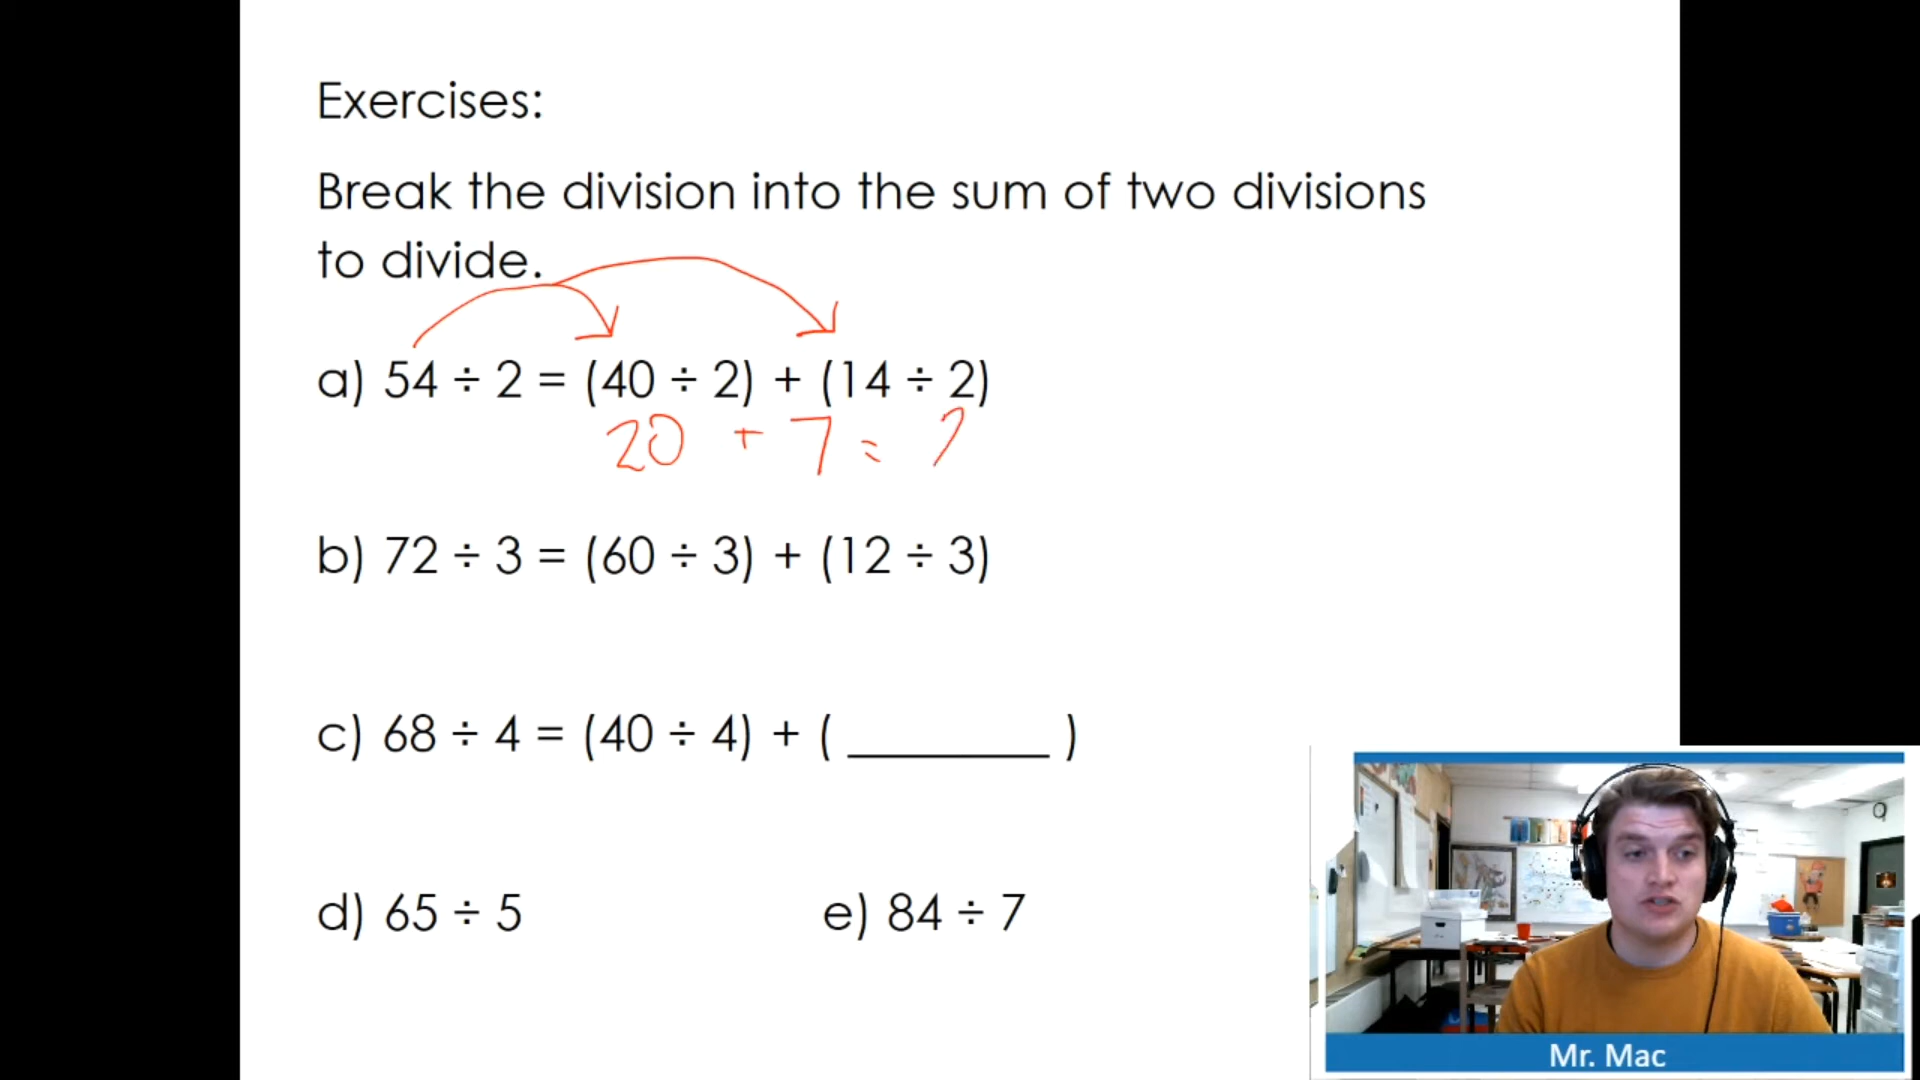 Exercises:
Break the division into the sum of two divisions
to divide.
a) 54 ÷ 2 = (40 ÷ 2) + (14 ÷ 2)
20 + 7 = ?
b) 72 ÷ 3 = (60 ÷ 3) + (12 ÷ 3)
c) 68 ÷ 4 = (40 ÷ 4) + ( ________ )
d) 65 ÷ 5 e) 84 ÷ 7
Mr. Mac